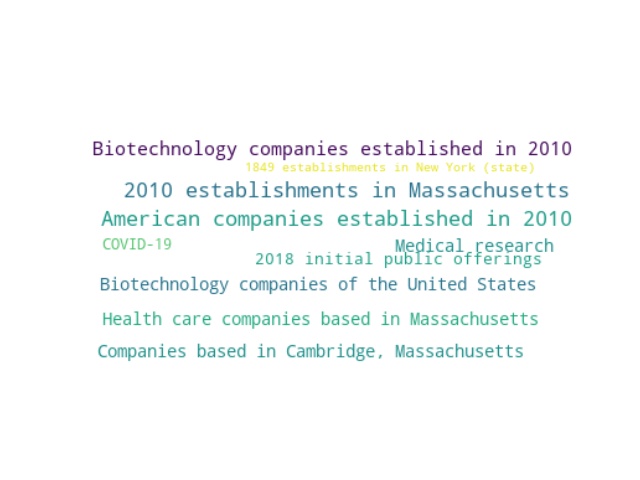 Biotechnology companies established in 2010
1849 establishments in New York (state)
2010 establishments in Massachusetts
American companies established in 2010
COVID-19
Medical research
2018 initial public offerings
Biotechnology companies of the United States
Health care companies based in Massachusetts
Companies based in Cambridge, Massachusetts